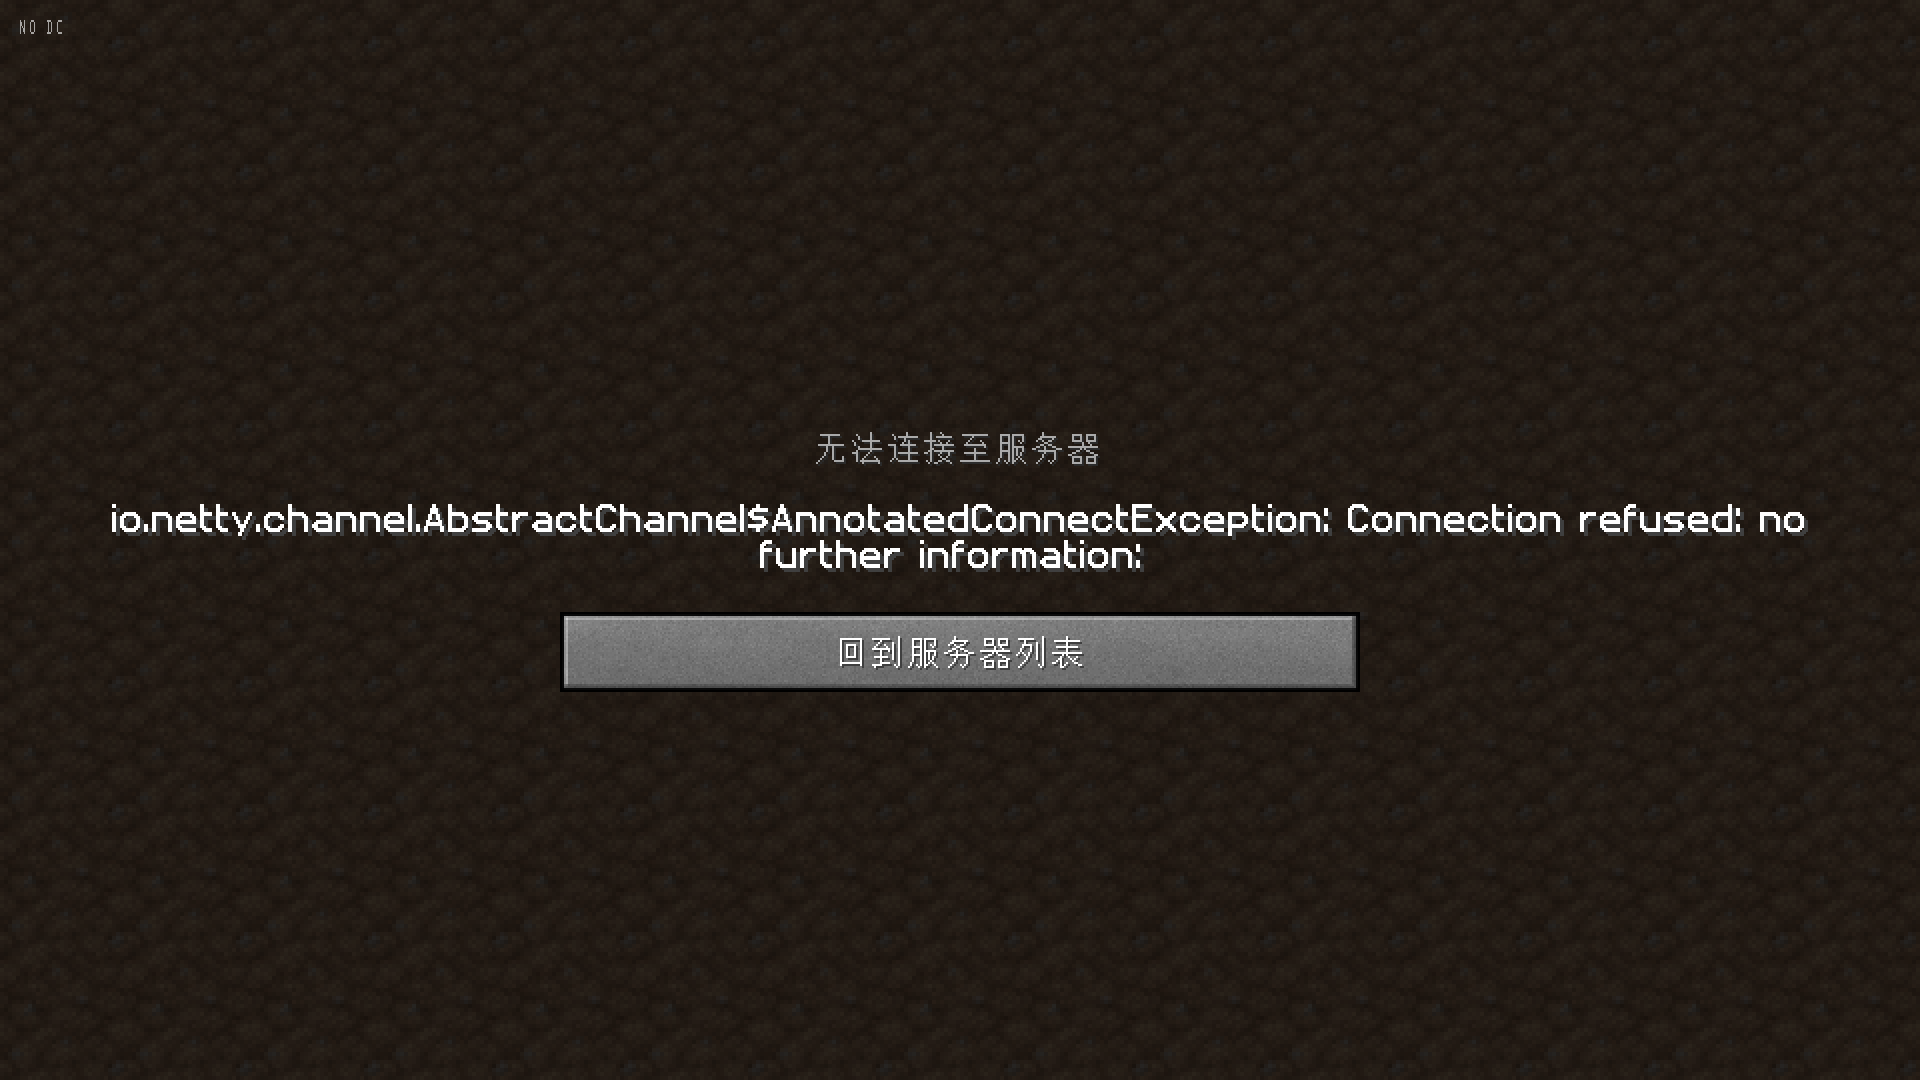 NO DC
无法连接至服务器
io.netty.channel.AbstractChannel$AnnotatedConnectException: Connection refused: no
further information:
回到服务器列表